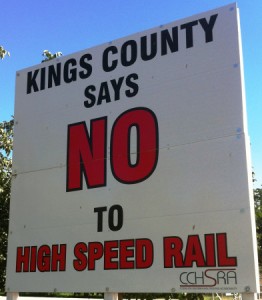 KINGS COUNTY
SAYS
NO
TO
HIGH SPEED RAIL
CCHSRA